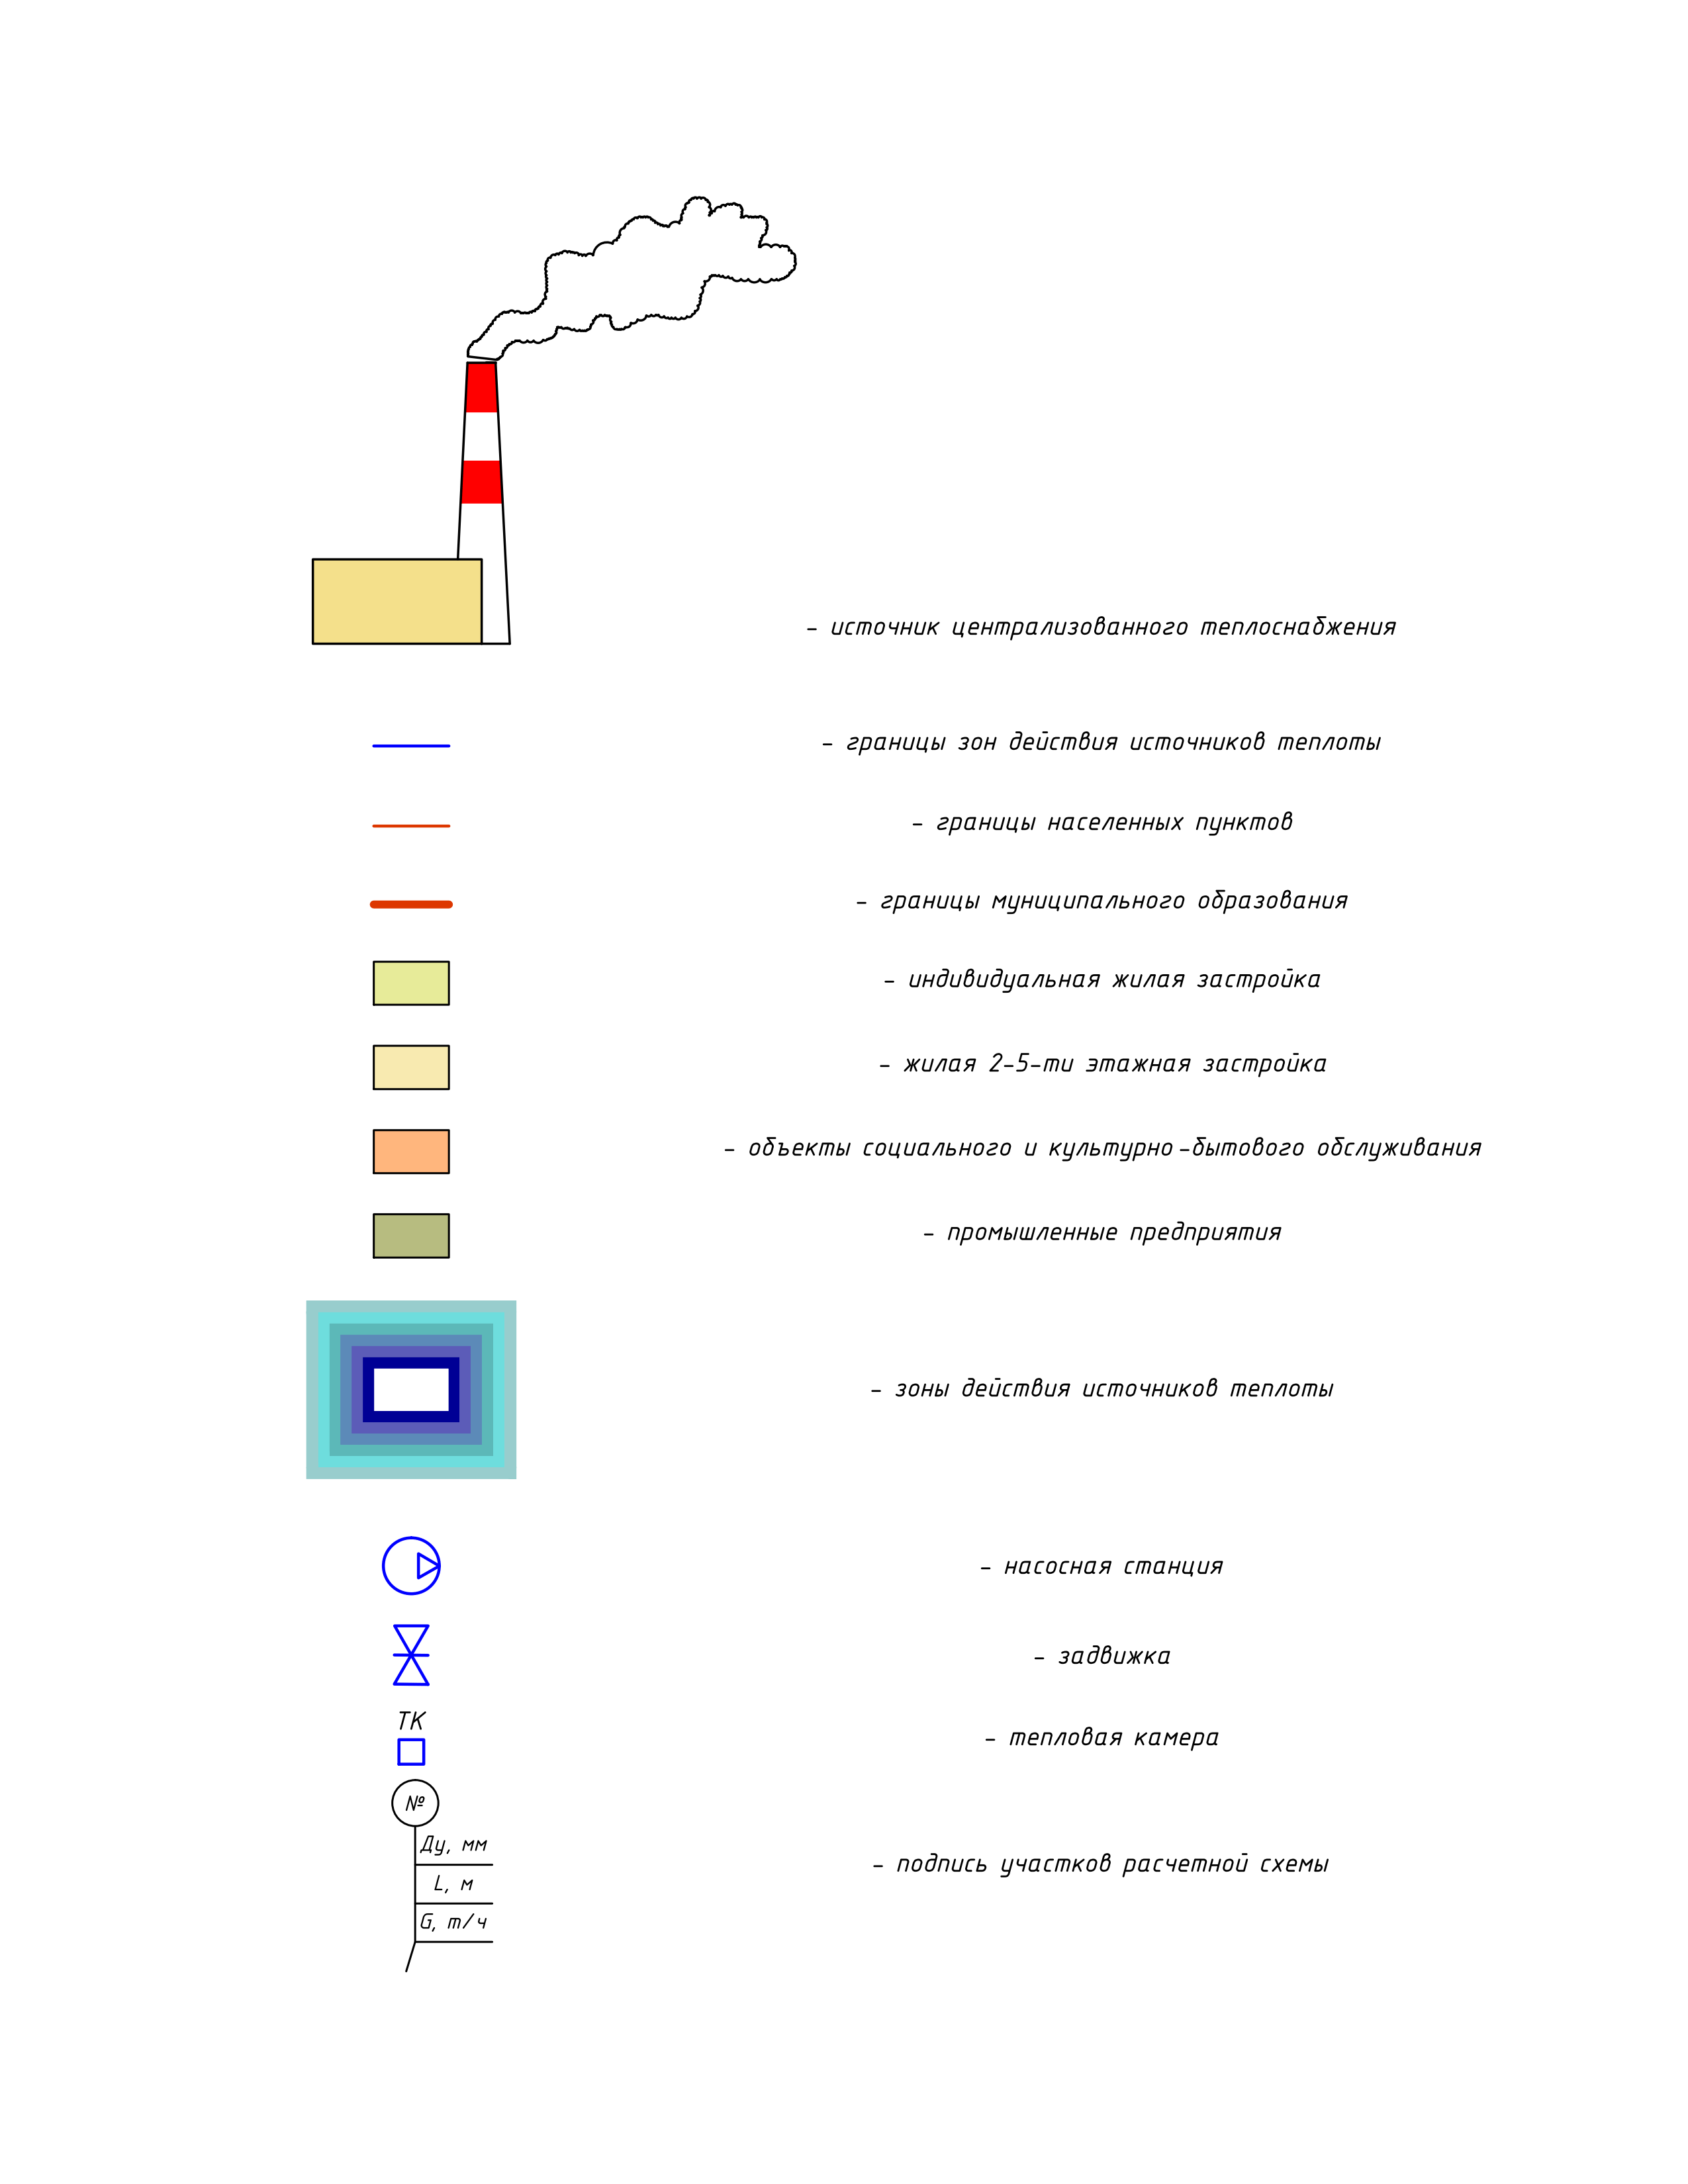 - источник централизованного теплоснабжения
- границы зон действия источников теплоты
- границы населенных пунктов
- границы муниципального образования
- индивидуальная жилая застройка
- жилая 2-5-ти этажная застройка
- объекты социального и культурно-бытового обслуживания
- промышленные предприятия
- зоны действия источников теплоты
- насосная станция
- задвижка
ТК
- тепловая камера
№
Ду, мм
- подпись участков расчетной схемы
L, м
G, т/ч